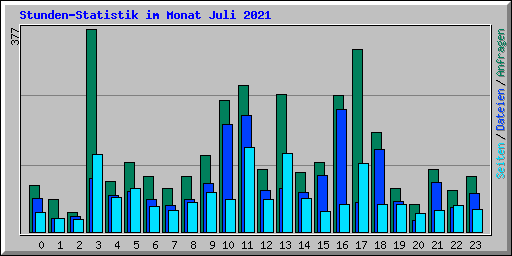 Stunden-Statistik im Monat Juli 2021
377
Seiten/Dateien/Anfragen
0 1 2 3 4 5 6 7 8 9 10 11 12 13 14 15 16 17 18 19 20 21 22 23